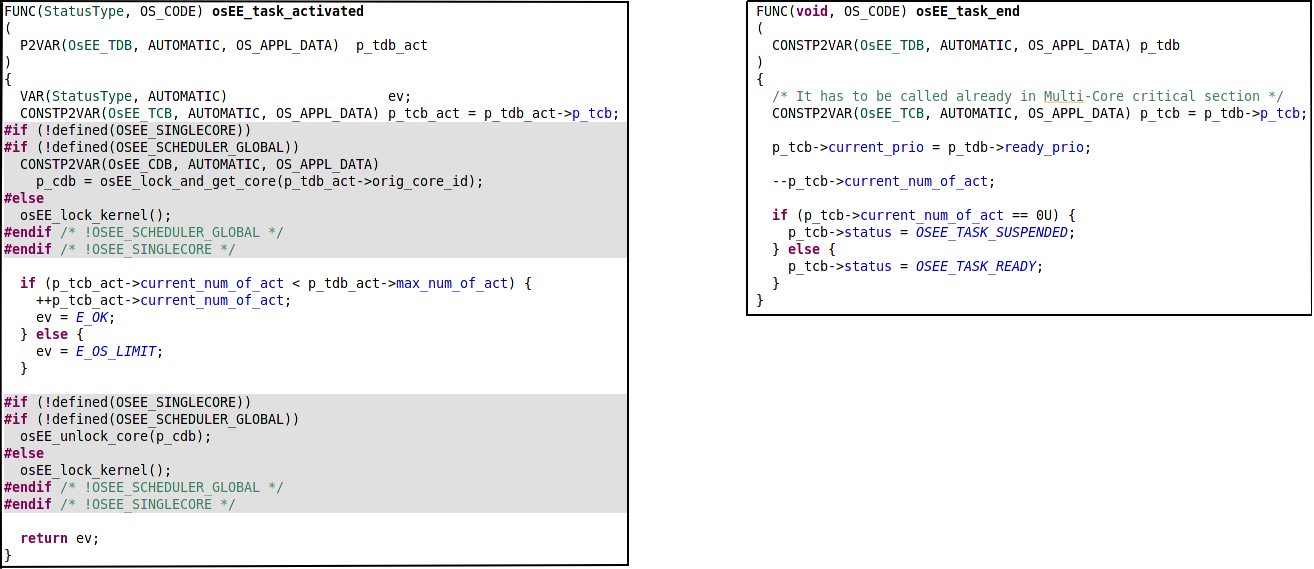 FUNC(StatusType, OS_CODE) osEE_task_activated
(
  P2VAR(OsEE_TDB, AUTOMATIC, OS_APPL_DATA)  p_tdb_act
)
{
  VAR(StatusType, AUTOMATIC)                    ev;
  CONSTP2VAR(OsEE_TCB, AUTOMATIC, OS_APPL_DATA) p_tcb_act = p_tdb_act->p_tcb;
#if (!defined(OSEE_SINGLECORE))
#if (!defined(OSEE_SCHEDULER_GLOBAL))
  CONSTP2VAR(OsEE_CDB, AUTOMATIC, OS_APPL_DATA)
    p_cdb = osEE_lock_and_get_core(p_tdb_act->orig_core_id);
#else
  osEE_lock_kernel();
#endif /* !OSEE_SCHEDULER_GLOBAL */
#endif /* !OSEE_SINGLECORE */

  if (p_tcb_act->current_num_of_act < p_tdb_act->max_num_of_act) {
    ++p_tcb_act->current_num_of_act;
    ev = E_OK;
  } else {
    ev = E_OS_LIMIT;
  }

#if (!defined(OSEE_SINGLECORE))
#if (!defined(OSEE_SCHEDULER_GLOBAL))
  osEE_unlock_core(p_cdb);
#else
  osEE_lock_kernel();
#endif /* !OSEE_SCHEDULER_GLOBAL */
#endif /* !OSEE_SINGLECORE */

  return ev;
}
FUNC(void, OS_CODE) osEE_task_end
(
  CONSTP2VAR(OsEE_TDB, AUTOMATIC, OS_APPL_DATA) p_tdb
)
{
  /* It has to be called already in Multi-Core critical section */
  CONSTP2VAR(OsEE_TCB, AUTOMATIC, OS_APPL_DATA) p_tcb = p_tdb->p_tcb;

  p_tcb->current_prio = p_tdb->ready_prio;

  --p_tcb->current_num_of_act;

  if (p_tcb->current_num_of_act == 0U) {
    p_tcb->status = OSEE_TASK_SUSPENDED;
  } else {
    p_tcb->status = OSEE_TASK_READY;
  }
}